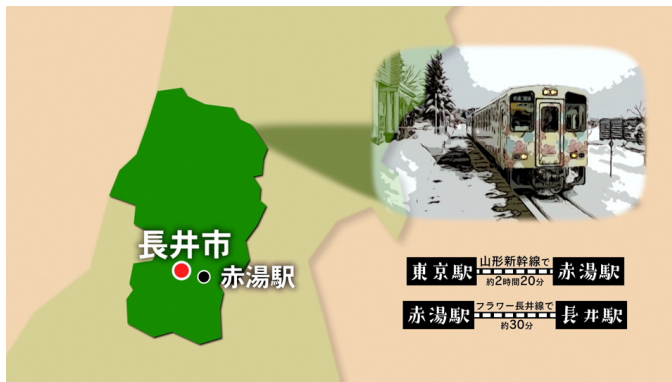 長井市
赤湯駅
東京駅 山形新幹線で 約2時間20分 赤湯駅
赤湯駅 フラワー長井線で 約30分 長井駅